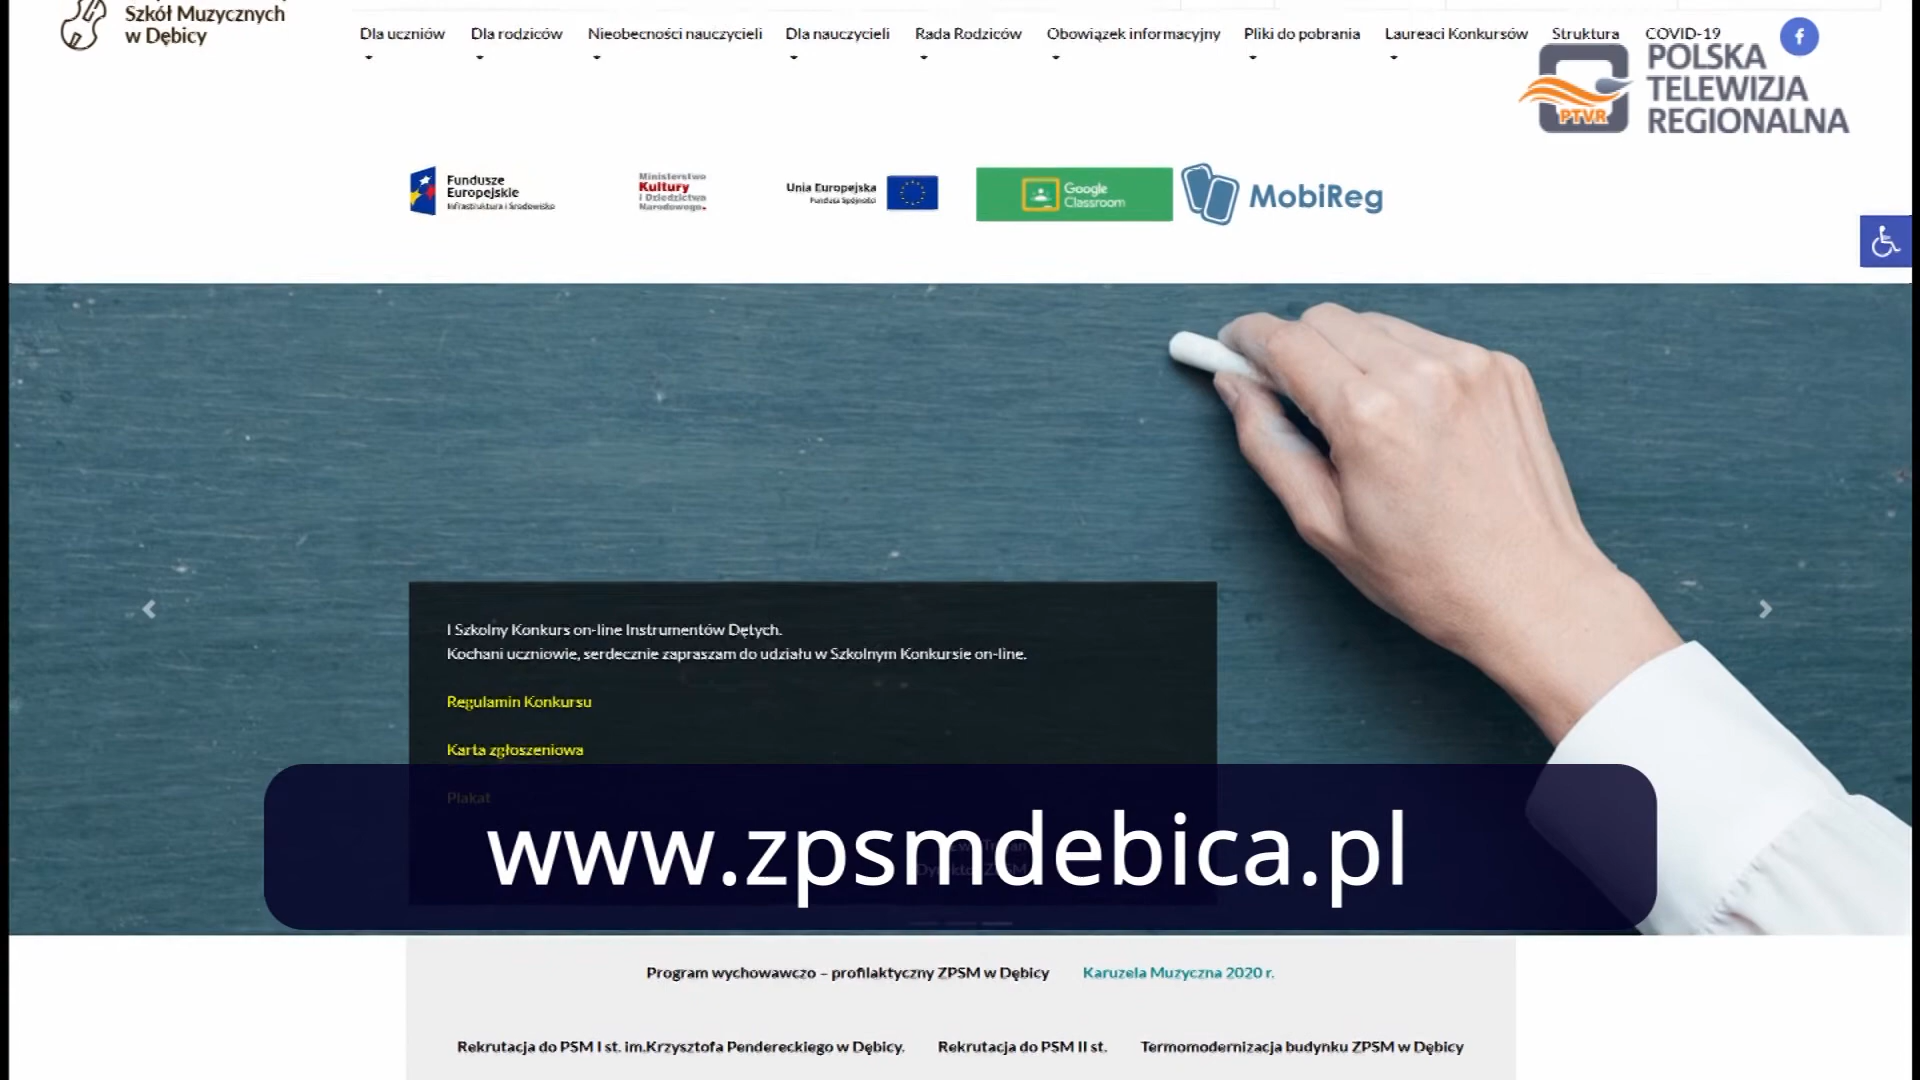 Szkół Muzycznych
w Dębicy
Dla uczniów
Dla rodziców
Nieobecności nauczycieli
Dla nauczycieli
Rada Rodziców
Obowiązek informacyjny
Pliki do pobrania
Laureaci Konkursów
Struktura
COVID-19
f
POLSKA
TELEWIZJA
REGIONALNA
PTVR
Fundusze
Europejskie
Infrastruktura i Środowisko
Ministerstwo
Kultury
i Dziedzictwa
Narodowego.
Unia Europejska
Fundusz Spójności
Google
Classroom
MobiReg
I Szkolny Konkurs on-line Instrumentów Dętych.
Kochani uczniowie, serdecznie zapraszam do udziału w Szkolnym Konkursie on-line.
Regulamin Konkursu
Karta zgłoszeniowa
Plakat
www.zpsmdebica.pl
Program wychowawczo – profilaktyczny ZPSM w Dębicy
Karuzela Muzyczna 2020 r.
Rekrutacja do PSM I st. im.Krzysztofa Pendereckiego w Dębicy.
Rekrutacja do PSM II st.
Termomodernizacja budynku ZPSM w Dębicy